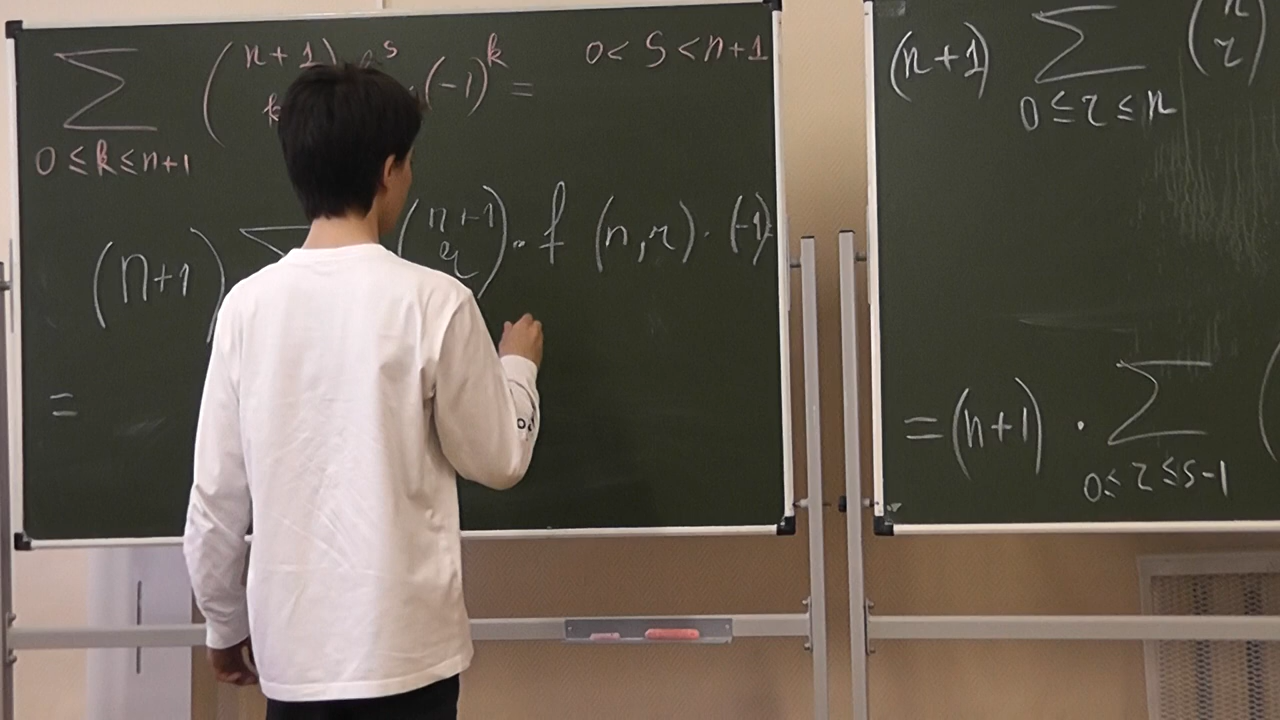 ∑ (n+1 k) s · (-1)^k = 0 < S < n+1
0 ≤ k ≤ n+1
(n+1) ∑ (n+1 r) · f (n,r) · (-1)
=
(n+1) ∑ (n r)
0 ≤ r ≤ n
= (n+1) · ∑ (
0 ≤ r ≤ s-1